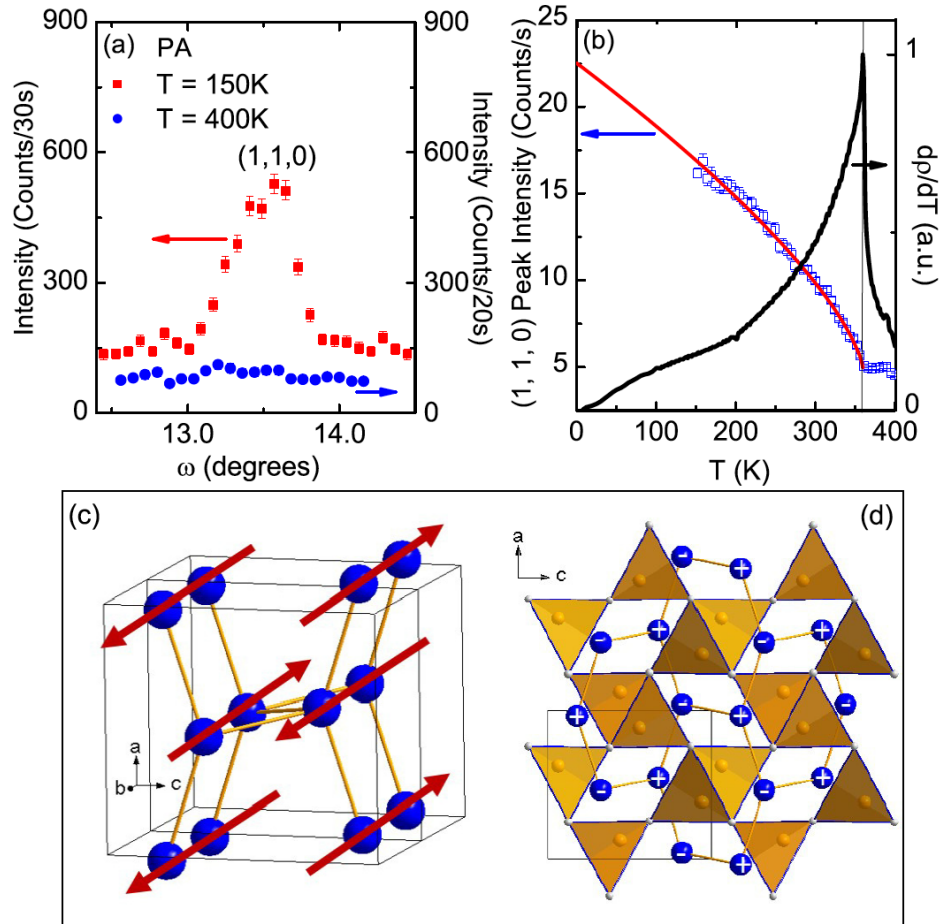 (a) PA
T = 150K
T = 400K
(1,1,0)
Intensity (Counts/30s)
900
600
300
0
Intensity (Counts/20s)
900
600
300
0
13.0 14.0
ω (degrees)
(b)
(1, 1, 0) Peak Intensity (Counts/s)
25
20
15
10
5
dρ/dT (a.u.)
1
0
0 100 200 300 400
T (K)
(c)
a
b c
(d)
a
c
- +
- + - +
+ - + -
- + - +
- +